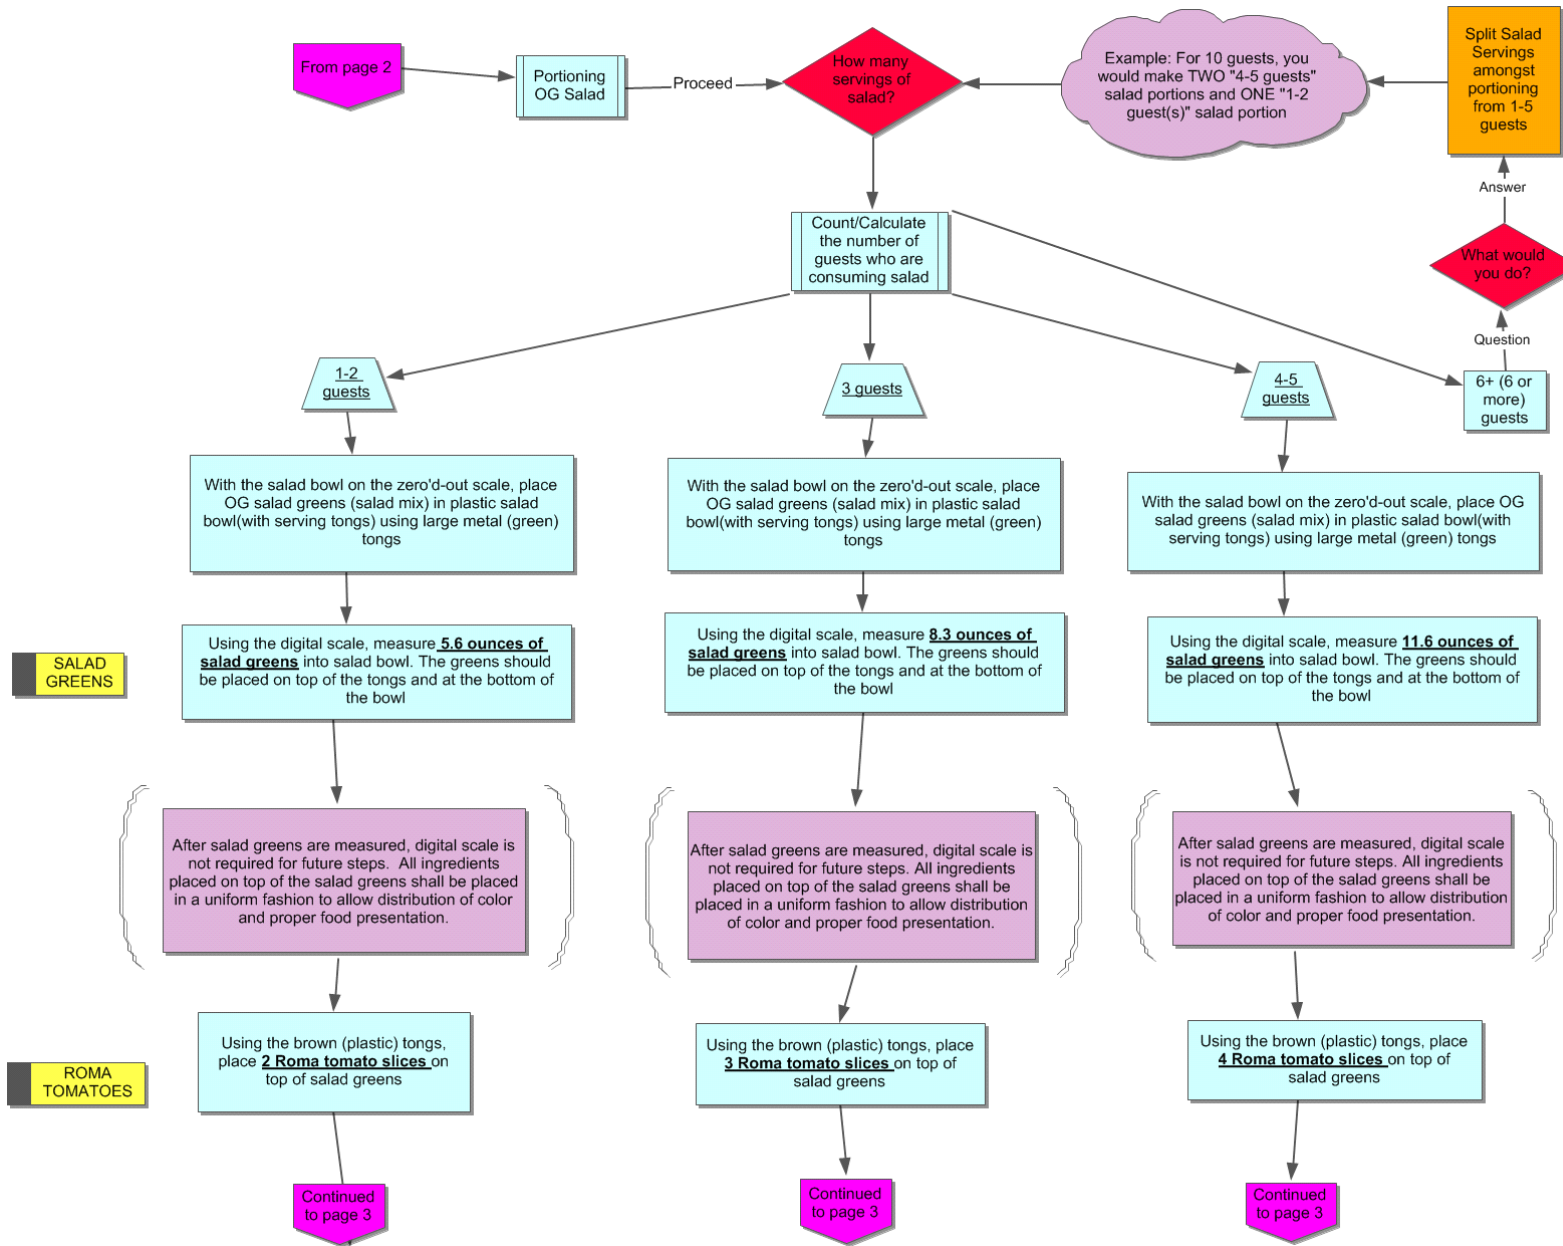 From page 2
Portioning
OG Salad
Proceed
How many
servings of
salad?
Example: For 10 guests, you
would make TWO "4-5 guests"
salad portions and ONE "1-2
guest(s)" salad portion
Split Salad
Servings
amongst
portioning
from 1-5
guests
Answer
What would
you do?
Question
6+ (6 or
more)
guests
Count/Calculate
the number of
guests who are
consuming salad
1-2
guests
3 guests
4-5
guests
With the salad bowl on the zero'd-out scale, place
OG salad greens (salad mix) in plastic salad
bowl(with serving tongs) using large metal (green)
tongs
With the salad bowl on the zero'd-out scale, place
OG salad greens (salad mix) in plastic salad
bowl(with serving tongs) using large metal (green)
tongs
With the salad bowl on the zero'd-out scale, place OG
salad greens (salad mix) in plastic salad bowl(with
serving tongs) using large metal (green) tongs
SALAD
GREENS
Using the digital scale, measure 5.6 ounces of
salad greens into salad bowl. The greens should
be placed on top of the tongs and at the bottom of
the bowl
Using the digital scale, measure 8.3 ounces of
salad greens into salad bowl. The greens should
be placed on top of the tongs and at the bottom of
the bowl
Using the digital scale, measure 11.6 ounces of
salad greens into salad bowl. The greens should
be placed on top of the tongs and at the bottom of
the bowl
After salad greens are measured, digital scale is
not required for future steps. All ingredients
placed on top of the salad greens shall be placed
in a uniform fashion to allow distribution of color
and proper food presentation.
After salad greens are measured, digital scale is
not required for future steps. All ingredients
placed on top of the salad greens shall be
placed in a uniform fashion to allow distribution
of color and proper food presentation.
After salad greens are measured, digital scale
is not required for future steps. All ingredients
placed on top of the salad greens shall be
placed in a uniform fashion to allow distribution
of color and proper food presentation.
ROMA
TOMATOES
Using the brown (plastic) tongs,
place 2 Roma tomato slices on
top of salad greens
Using the brown (plastic) tongs, place
3 Roma tomato slices on top of
salad greens
Using the brown (plastic) tongs, place
4 Roma tomato slices on top of
salad greens
Continued
to page 3
Continued
to page 3
Continued
to page 3